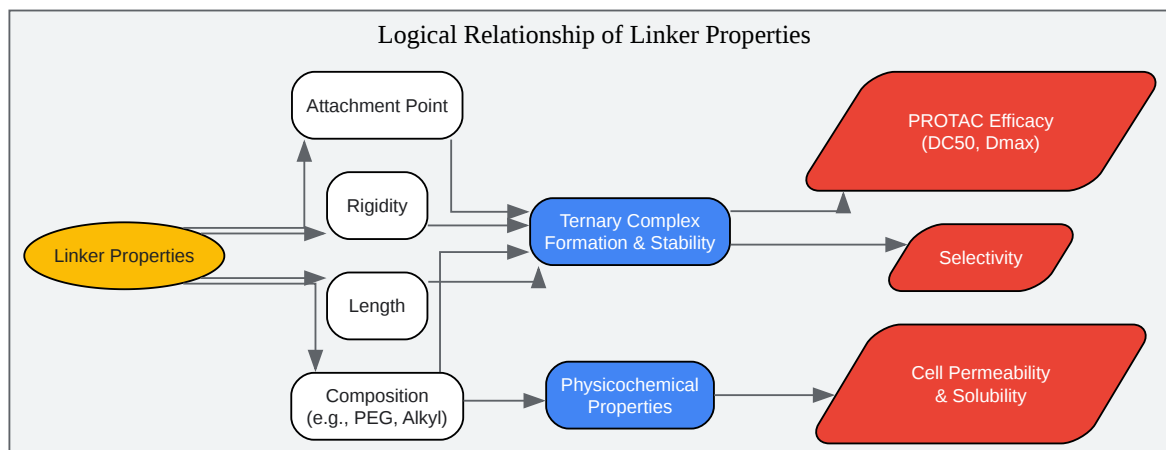 Logical Relationship of Linker Properties
Attachment Point
PROTAC Efficacy
(DC50, Dmax)
Rigidity
Ternary Complex
Formation & Stability
Linker Properties
Selectivity
Length
Composition
(e.g., PEG, Alkyl)
Physicochemical
Properties
Cell Permeability
& Solubility